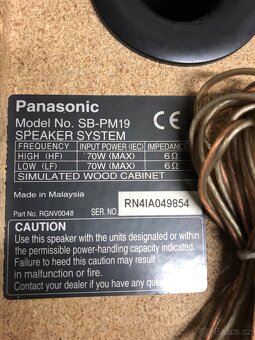 Panasonic
Model No. SB-PM19
SPEAKER SYSTEM
CE
FREQUENCY INPUT POWER (IEC) IMPEDANCE
HIGH (HF) 70W (MAX) 6Ω
LOW (LF) 70W (MAX) 6Ω
SIMULATED WOOD CABINET
Made in Malaysia
Part No. RGNV0048 SER. NO. RN4IA049854
CAUTION
Use this speaker with the units designated or within
the permissible power-handling capacity indicated.
Failure to heed this caution may result
in malfunction or fire.
Contact your dealer if you have any